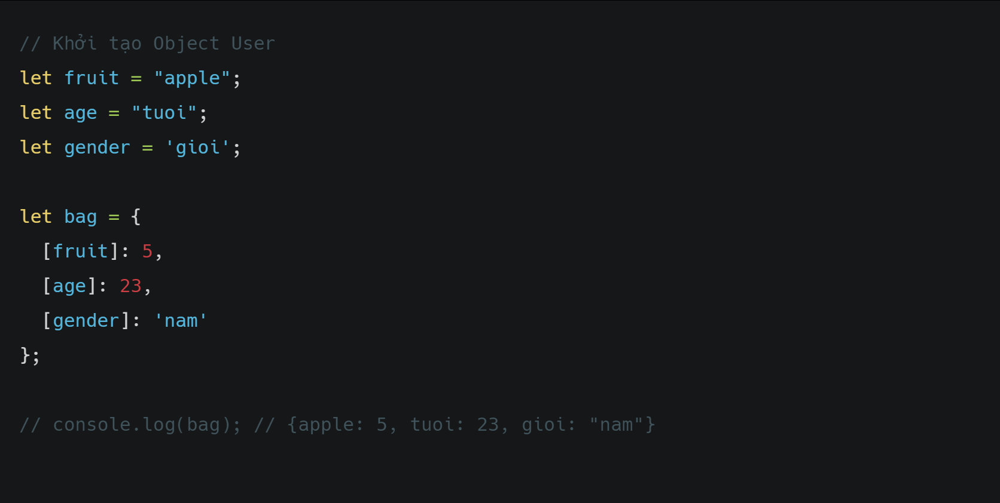 // Khởi tạo Object User
let fruit = "apple";
let age = "tuoi";
let gender = 'gioi';
let bag = {
  [fruit]: 5,
  [age]: 23,
  [gender]: 'nam'
};
// console.log(bag); // {apple: 5, tuoi: 23, gioi: "nam"}